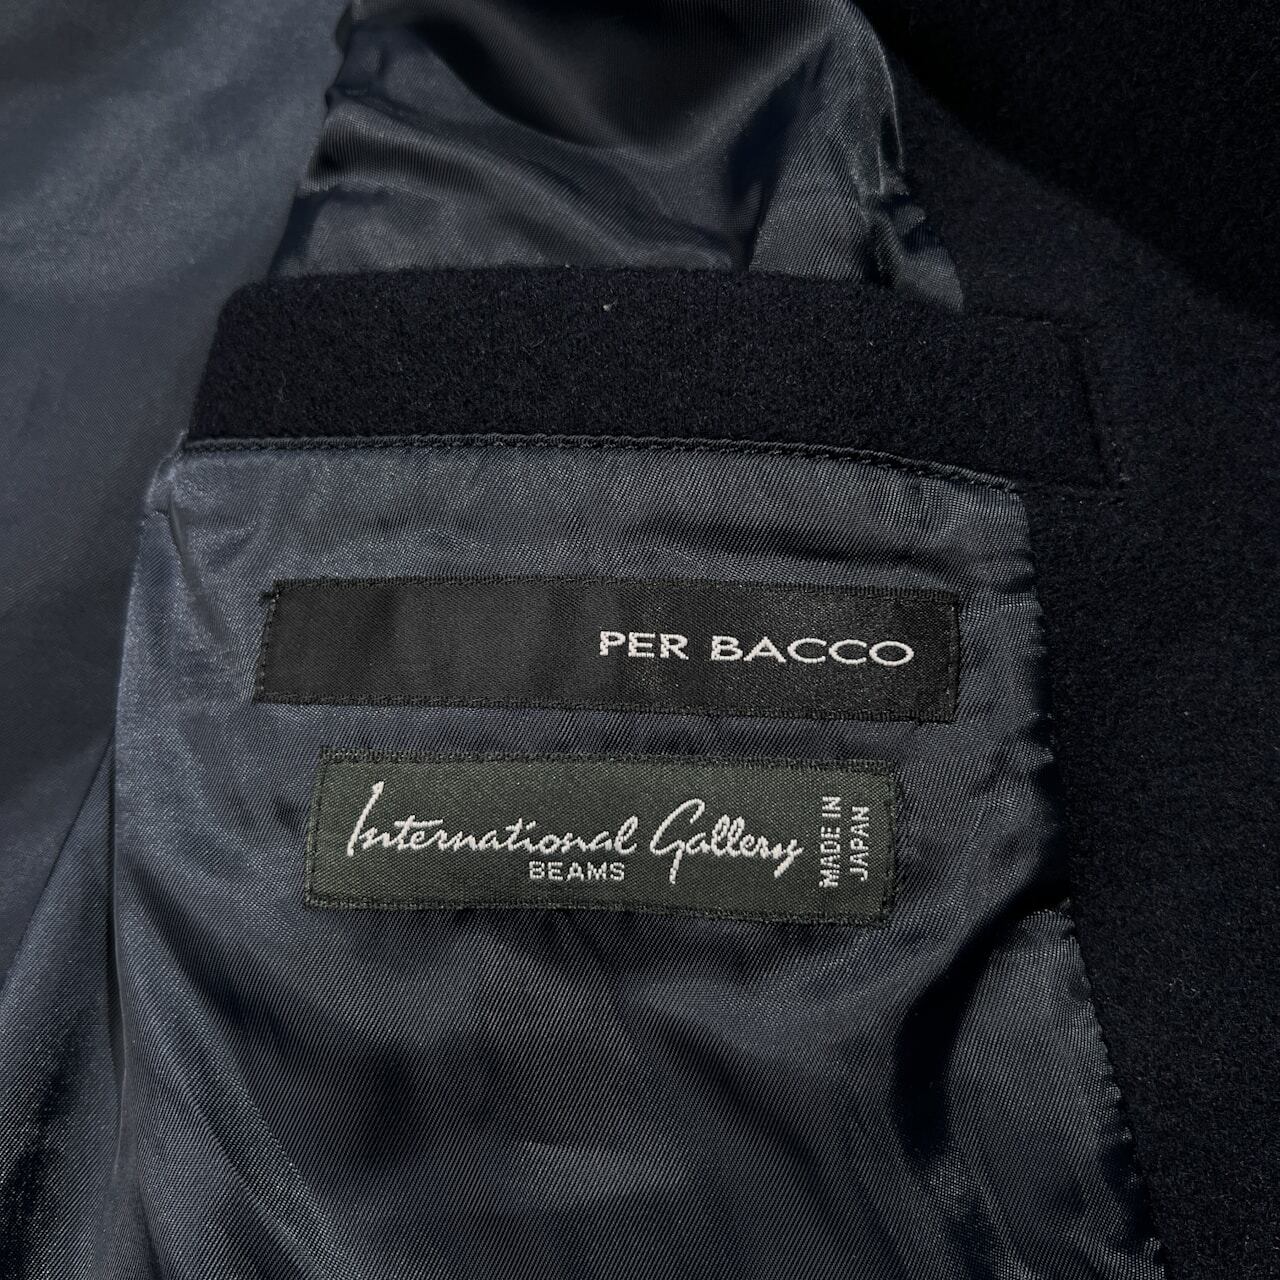 PER BACCO
International Gallery
BEAMS
MADE IN
JAPAN